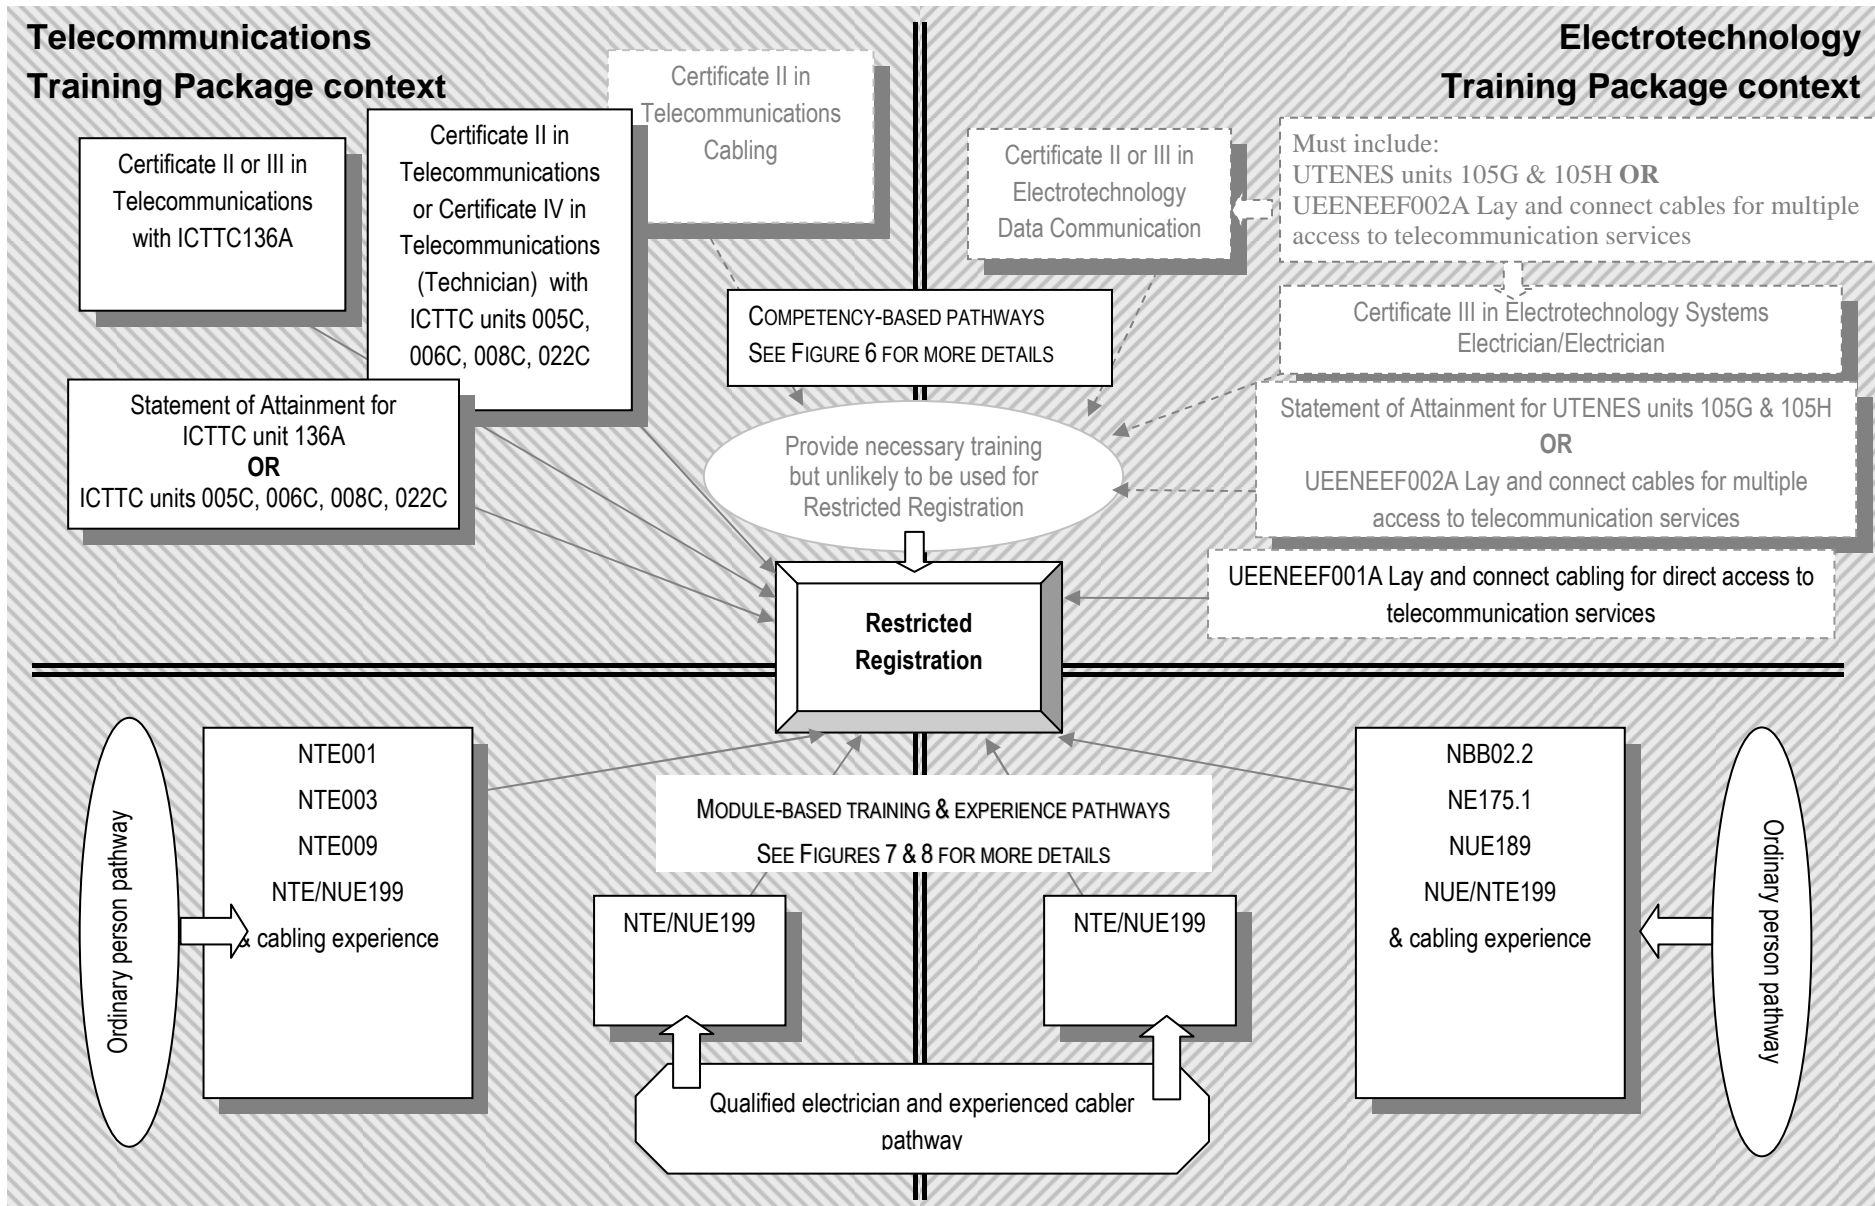 Telecommunications
Training Package context
Electrotechnology
Training Package context
Certificate II or III in
Telecommunications
with ICTTC136A
Certificate II in
Telecommunications
or Certificate IV in
Telecommunications
(Technician) with
ICTTC units 005C,
006C, 008C, 022C
Certificate II in
Telecommunications
Cabling
Statement of Attainment for
ICTTC unit 136A
OR
ICTTC units 005C, 006C, 008C, 022C
COMPETENCY-BASED PATHWAYS
SEE FIGURE 6 FOR MORE DETAILS
Provide necessary training
but unlikely to be used for
Restricted Registration
Certificate II or III in
Electrotechnology
Data Communication
Must include:
UTENES units 105G & 105H OR
UEENEEF002A Lay and connect cables for multiple
access to telecommunication services
Certificate III in Electrotechnology Systems
Electrician/Electrician
Statement of Attainment for UTENES units 105G & 105H
OR
UEENEEF002A Lay and connect cables for multiple
access to telecommunication services
UEENEEF001A Lay and connect cabling for direct access to
telecommunication services
Restricted
Registration
Ordinary person pathway
NTE001
NTE003
NTE009
NTE/NUE199
& cabling experience
MODULE-BASED TRAINING & EXPERIENCE PATHWAYS
SEE FIGURES 7 & 8 FOR MORE DETAILS
NTE/NUE199
NTE/NUE199
Qualified electrician and experienced cabler
pathway
NBB02.2
NE175.1
NUE189
NUE/NTE199
& cabling experience
Ordinary person pathway